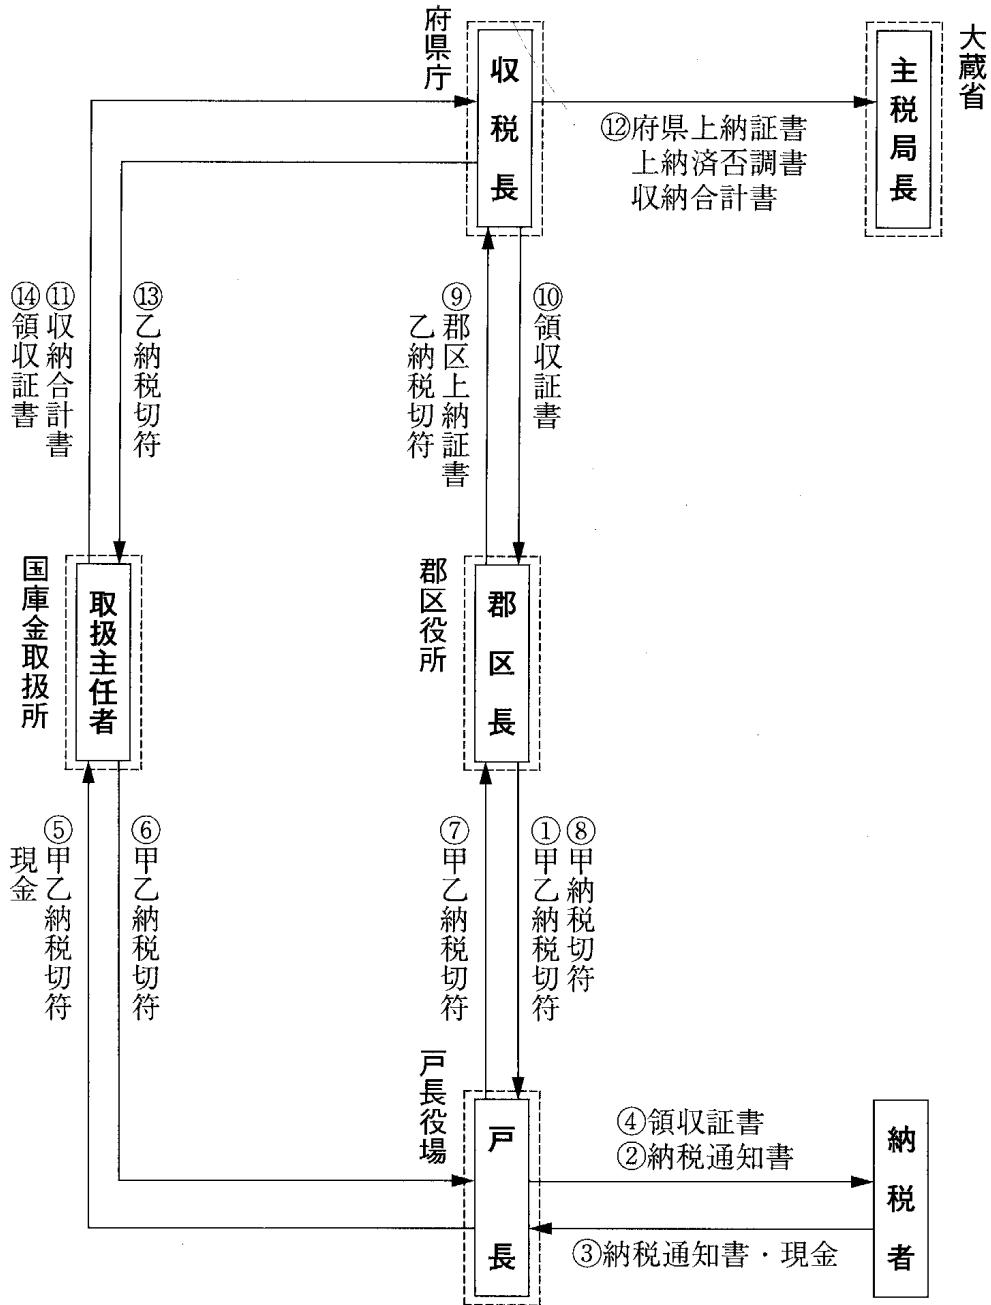 大蔵省
主税局長
府県庁
収税長
⑫府県上納証書
上納済否調書
収納合計書
⑩領収証書
⑨郡区上納証書
乙納税切符
⑬乙納税切符
⑪収納合計書
⑭領収証書
郡区役所
郡区長
国庫金取扱所
取扱主任者
⑧甲納税切符
①甲乙納税切符
⑦甲乙納税切符
⑥甲乙納税切符
⑤甲乙納税切符
現金
戸長役場
戸長
④領収証書
②納税通知書
③納税通知書・現金
納税者